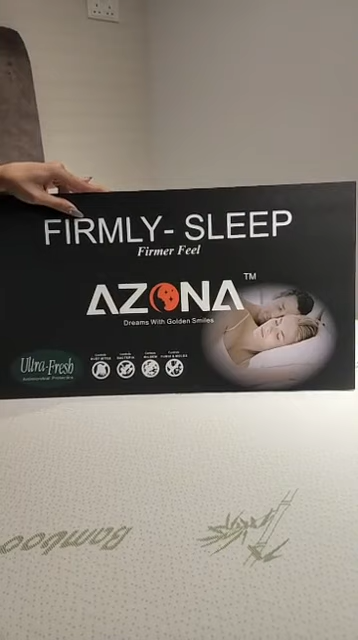 FIRMLY- SLEEP
Firmer Feel
AZONA™
Dreams With Golden Smiles
Ultra-Fresh
Bamboo